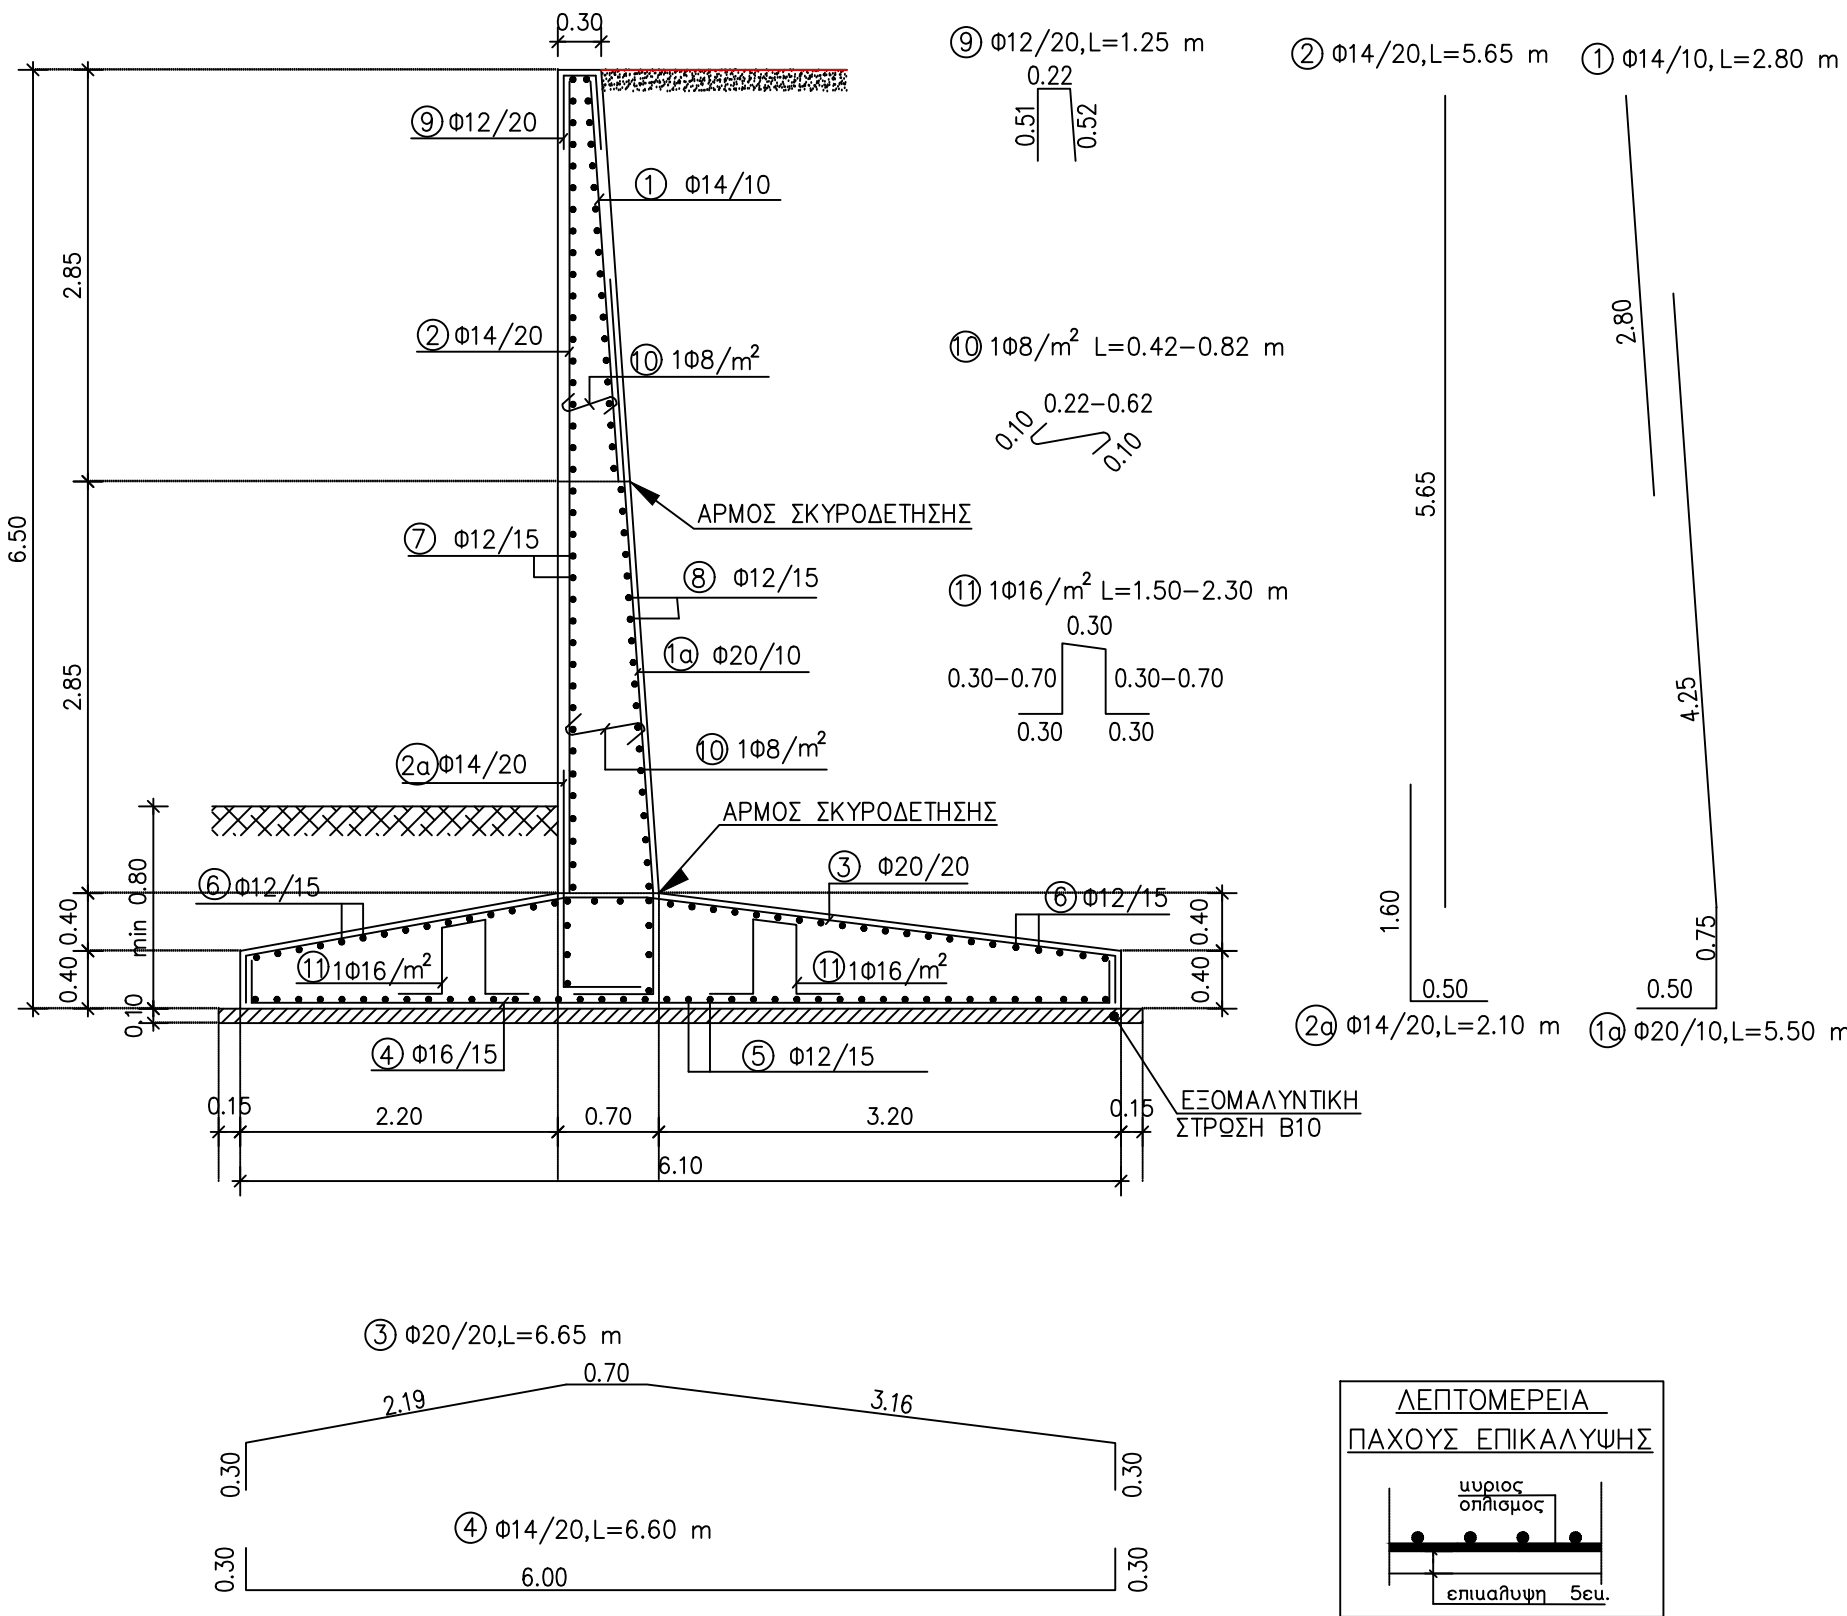 0.30
⑨ Φ12/20,L=1.25 m
② Φ14/20,L=5.65 m
① Φ14/10,L=2.80 m
0.22
0.51
0.52
⑨ Φ12/20
① Φ14/10
2.85
② Φ14/20
⑩ 1Φ8/m²
⑩ 1Φ8/m² L=0.42-0.82 m
0.22-0.62
0.10
0.10
2.80
6.50
5.65
ΑΡΜΟΣ ΣΚΥΡΟΔΕΤΗΣΗΣ
⑦ Φ12/15
⑧ Φ12/15
⑪ 1Φ16/m² L=1.50-2.30 m
0.30
0.30-0.70
0.30-0.70
0.30
0.30
2.85
1α Φ20/10
4.25
2α Φ14/20
⑩ 1Φ8/m²
ΑΡΜΟΣ ΣΚΥΡΟΔΕΤΗΣΗΣ
min 0.80
⑥ Φ12/15
③ Φ20/20
⑥ Φ12/15
0.40
0.40
0.40
0.40
0.10
⑪ 1Φ16/m²
⑪ 1Φ16/m²
1.60
0.75
0.50
0.50
2α Φ14/20,L=2.10 m
1α Φ20/10,L=5.50 m
④ Φ16/15
⑤ Φ12/15
0.15
2.20
0.70
3.20
0.15
ΕΞΟΜΑΛΥΝΤΙΚΗ
ΣΤΡΩΣΗ Β10
6.10
③ Φ20/20,L=6.65 m
0.70
2.19
3.16
0.30
0.30
④ Φ14/20,L=6.60 m
0.30
6.00
0.30
ΛΕΠΤΟΜΕΡΕΙΑ
ΠΑΧΟΥΣ ΕΠΙΚΑΛΥΨΗΣ
κυριος
οπλισμος
επικαλυψη 5εκ.